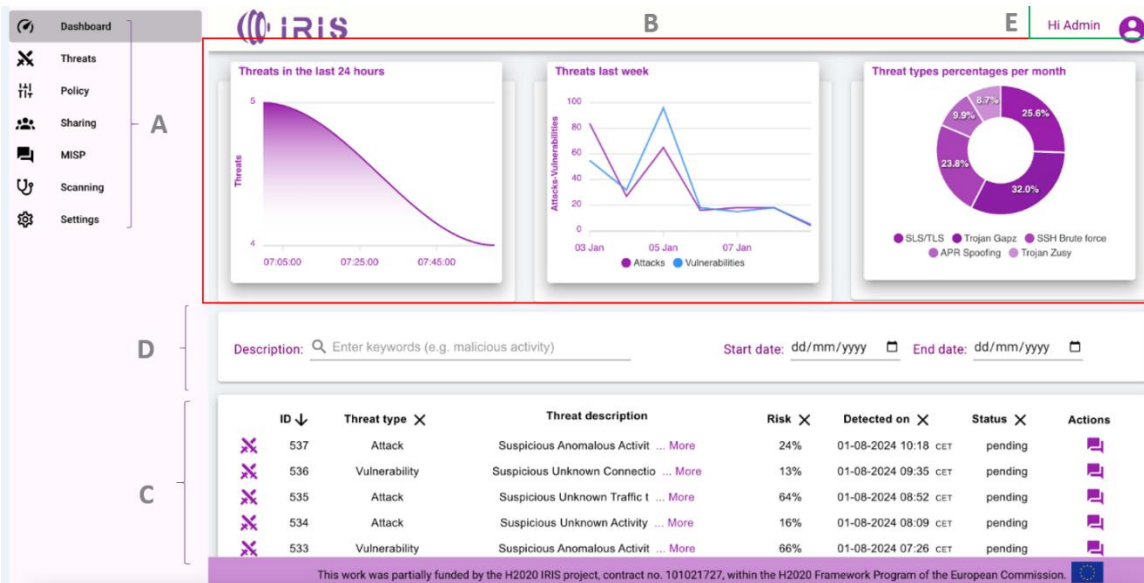 Dashboard
Threats
Policy
Sharing
MISP
Scanning
Settings
A
IRIS
B
E
Hi Admin
Threats in the last 24 hours
5
4
Threats
07:05:00 07:25:00 07:45:00
Threats last week
100
80
60
40
20
0
Attacks-Vulnerabilities
03 Jan 05 Jan 07 Jan
Attacks Vulnerabilities
Threat types percentages per month
8.7%
25.6%
9.9%
23.8%
32.0%
SLS/TLS Trojan Gapz SSH Brute force
APR Spoofing Trojan Zusy
D
Description: Enter keywords (e.g. malicious activity) Start date: dd/mm/yyyy End date: dd/mm/yyyy
C
ID Threat type Threat description Risk Detected on Status Actions
537 Attack Suspicious Anomalous Activit ... More 24% 01-08-2024 10:18 CET pending
536 Vulnerability Suspicious Unknown Connectio ... More 13% 01-08-2024 09:35 CET pending
535 Attack Suspicious Unknown Traffic t ... More 64% 01-08-2024 08:52 CET pending
534 Attack Suspicious Unknown Activity ... More 16% 01-08-2024 08:09 CET pending
533 Vulnerability Suspicious Anomalous Activit ... More 66% 01-08-2024 07:26 CET pending
This work was partially funded by the H2020 IRIS project, contract no. 101021727, within the H2020 Framework Program of the European Commission.